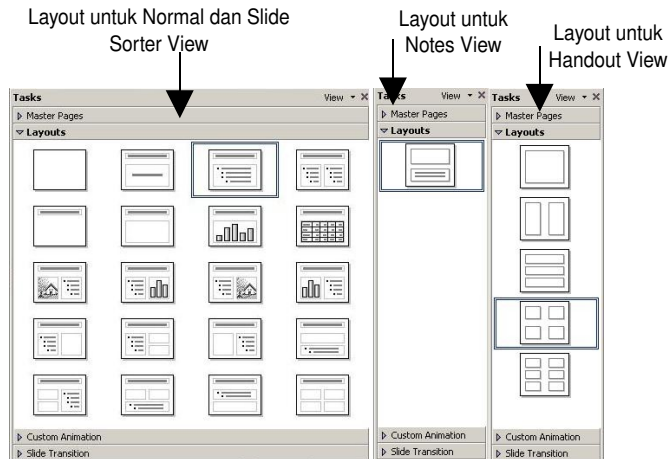 Layout untuk Normal dan Slide
Sorter View
Layout untuk
Notes View
Layout untuk
Handout View
Tasks View
Master Pages
Layouts
Custom Animation
Slide Transition
Tasks View
Master Pages
Layouts
Custom Animation
Slide Transition
Tasks View
Master Pages
Layouts
Custom Animation
Slide Transition